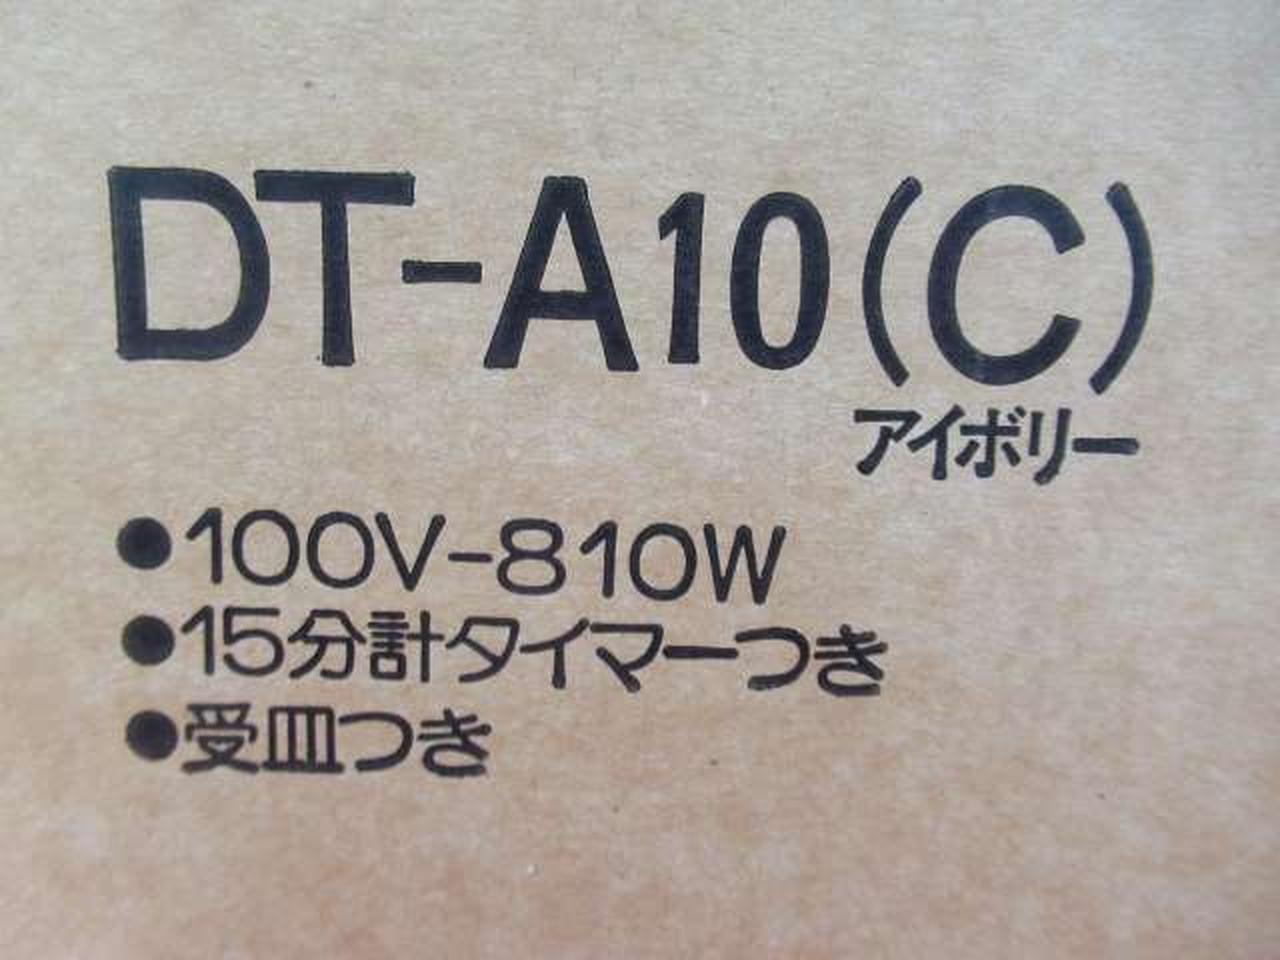 DT-A10(C)
アイボリー
●100V-810W
●15分計タイマーつき
●受皿つき